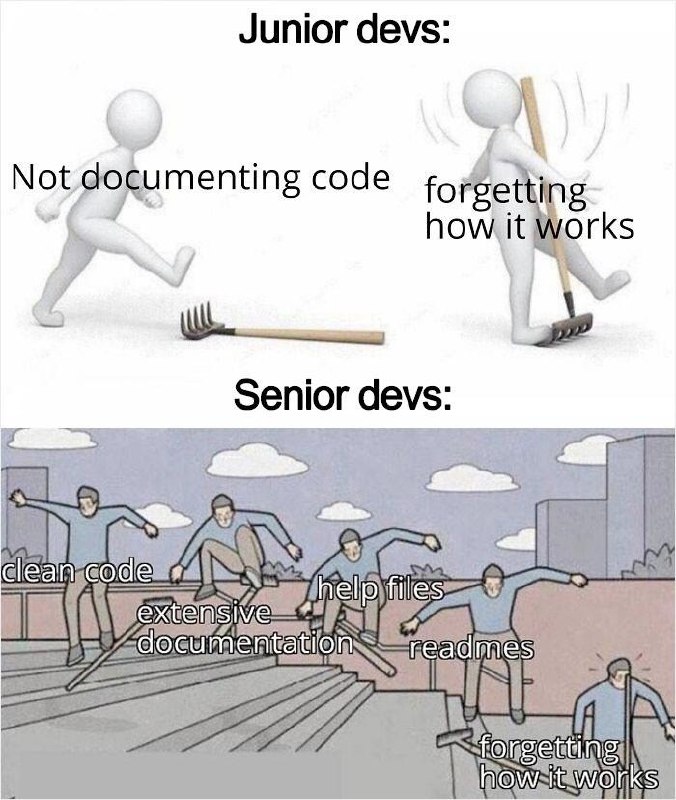 Junior devs:
Not documenting code
forgetting
how it works
Senior devs:
clean code
extensive
documentation
help files
readmes
forgetting
how it works